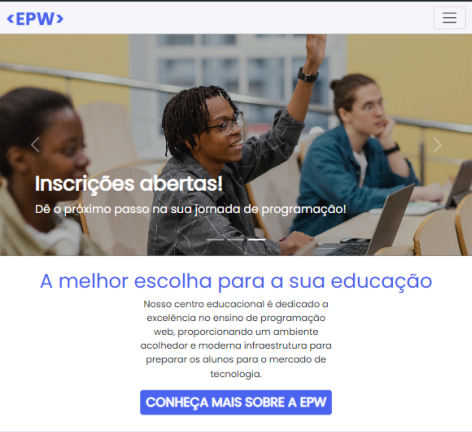 <EPW>
Inscrições abertas!
Dê o próximo passo na sua jornada de programação!
A melhor escolha para a sua educação
Nosso centro educacional é dedicado a
excelência no ensino de programação
web, proporcionando um ambiente
acolhedor e moderna infraestrutura para
preparar os alunos para o mercado de
tecnologia.
CONHEÇA MAIS SOBRE A EPW